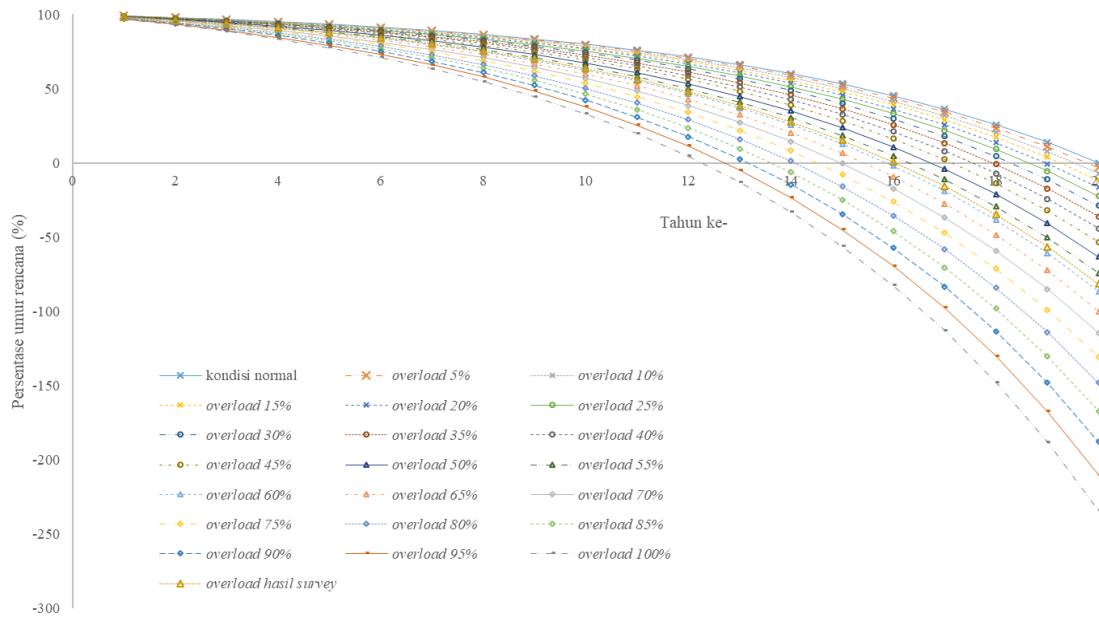 100
50
0
-50
-100
-150
-200
-250
-300
Persentase umur rencana (%)
0 2 4 6 8 10 12 14 16 18 20
Tahun ke-
kondisi normal overload 5% overload 10%
overload 15% overload 20% overload 25%
overload 30% overload 35% overload 40%
overload 45% overload 50% overload 55%
overload 60% overload 65% overload 70%
overload 75% overload 80% overload 85%
overload 90% overload 95% overload 100%
overload hasil survey